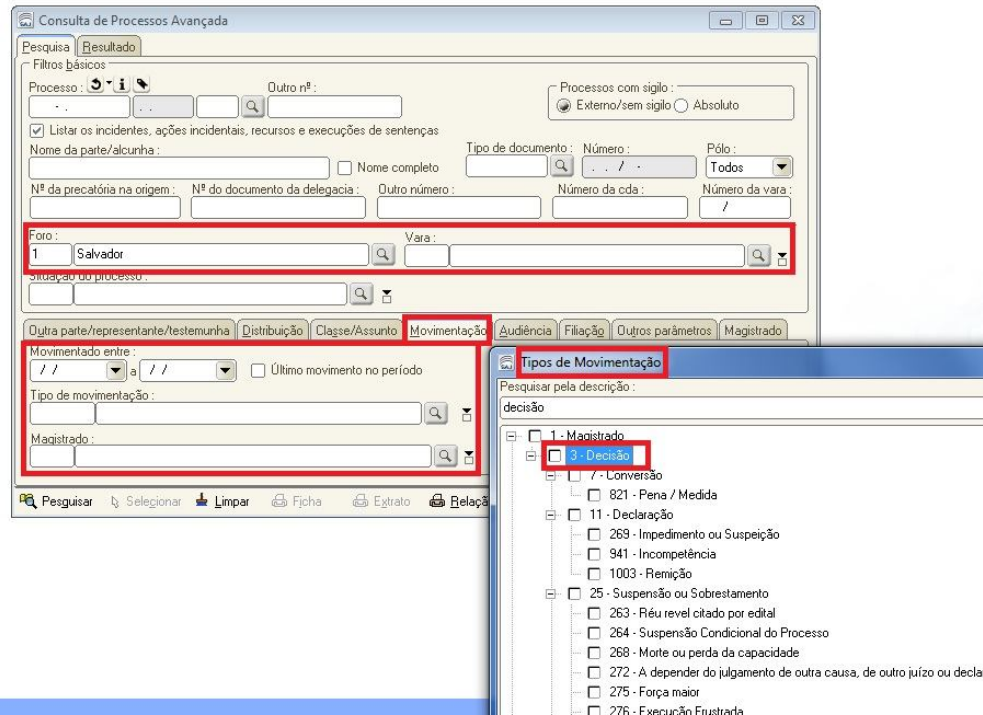 Consulta de Processos Avançada
Pesquisa Resultado
Filtros básicos
Processo : Outro nº : Processos com sigilo :
- . . . Externo/sem sigilo Absoluto
Listar os incidentes, ações incidentais, recursos e execuções de sentenças
Nome da parte/alcunha : Tipo de documento : Número : Pólo :
Nome completo . . / - Todos
Nº da precatória na origem : Nº do documento da delegacia : Outro número : Número da cda : Número da vara :
/
Foro : Vara :
1 Salvador
Situação do processo :
Outra parte/representante/testemunha Distribuição Classe/Assunto Movimentação Audiência Filiação Outros parâmetros Magistrado
Movimentado entre :
/ / a / / Último movimento no período
Tipo de movimentação :
Magistrado :
Pesquisar Selecionar Limpar Ficha Extrato Relaçã
Tipos de Movimentação
Pesquisar pela descrição :
decisão
1 - Magistrado
3 - Decisão
7 - Conversão
821 - Pena / Medida
11 - Declaração
269 - Impedimento ou Suspeição
941 - Incompetência
1003 - Remição
25 - Suspensão ou Sobrestamento
263 - Réu revel citado por edital
264 - Suspensão Condicional do Processo
268 - Morte ou perda da capacidade
272 - A depender do julgamento de outra causa, de outro juízo ou decla
275 - Força maior
276 - Execução Frustrada